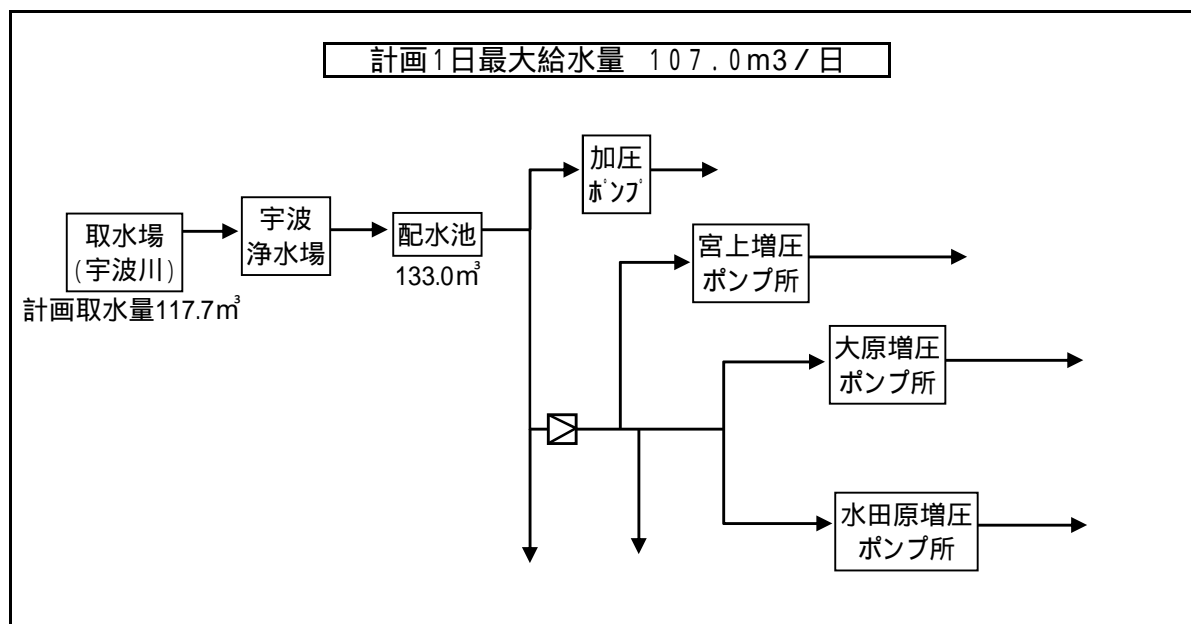 計画1日最大給水量 107.0m3/日
加圧
ﾎﾟﾝﾌﾟ
取水場
(宇波川)
計画取水量117.7㎥
宇波
浄水場
配水池
133.0㎥
宮上増圧
ポンプ所
大原増圧
ポンプ所
水田原増圧
ポンプ所